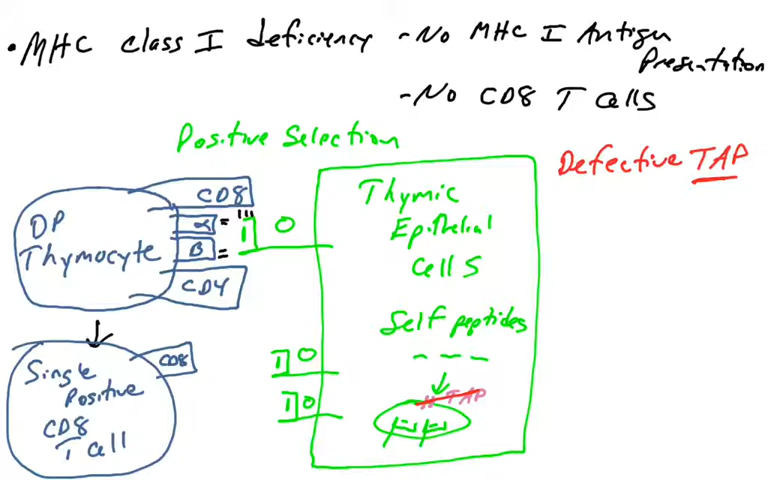 • MHC Class I deficiency - No MHC I Antigen
Presentation
- No CD8 T Cells
Positive Selection
Defective TAP
CD8
DP
Thymocyte
α
β
CD4
I
Thymic
Epithelial
Cells
Self peptides
TAP
Single
Positive
CD8
T Cell
CD8
I
I